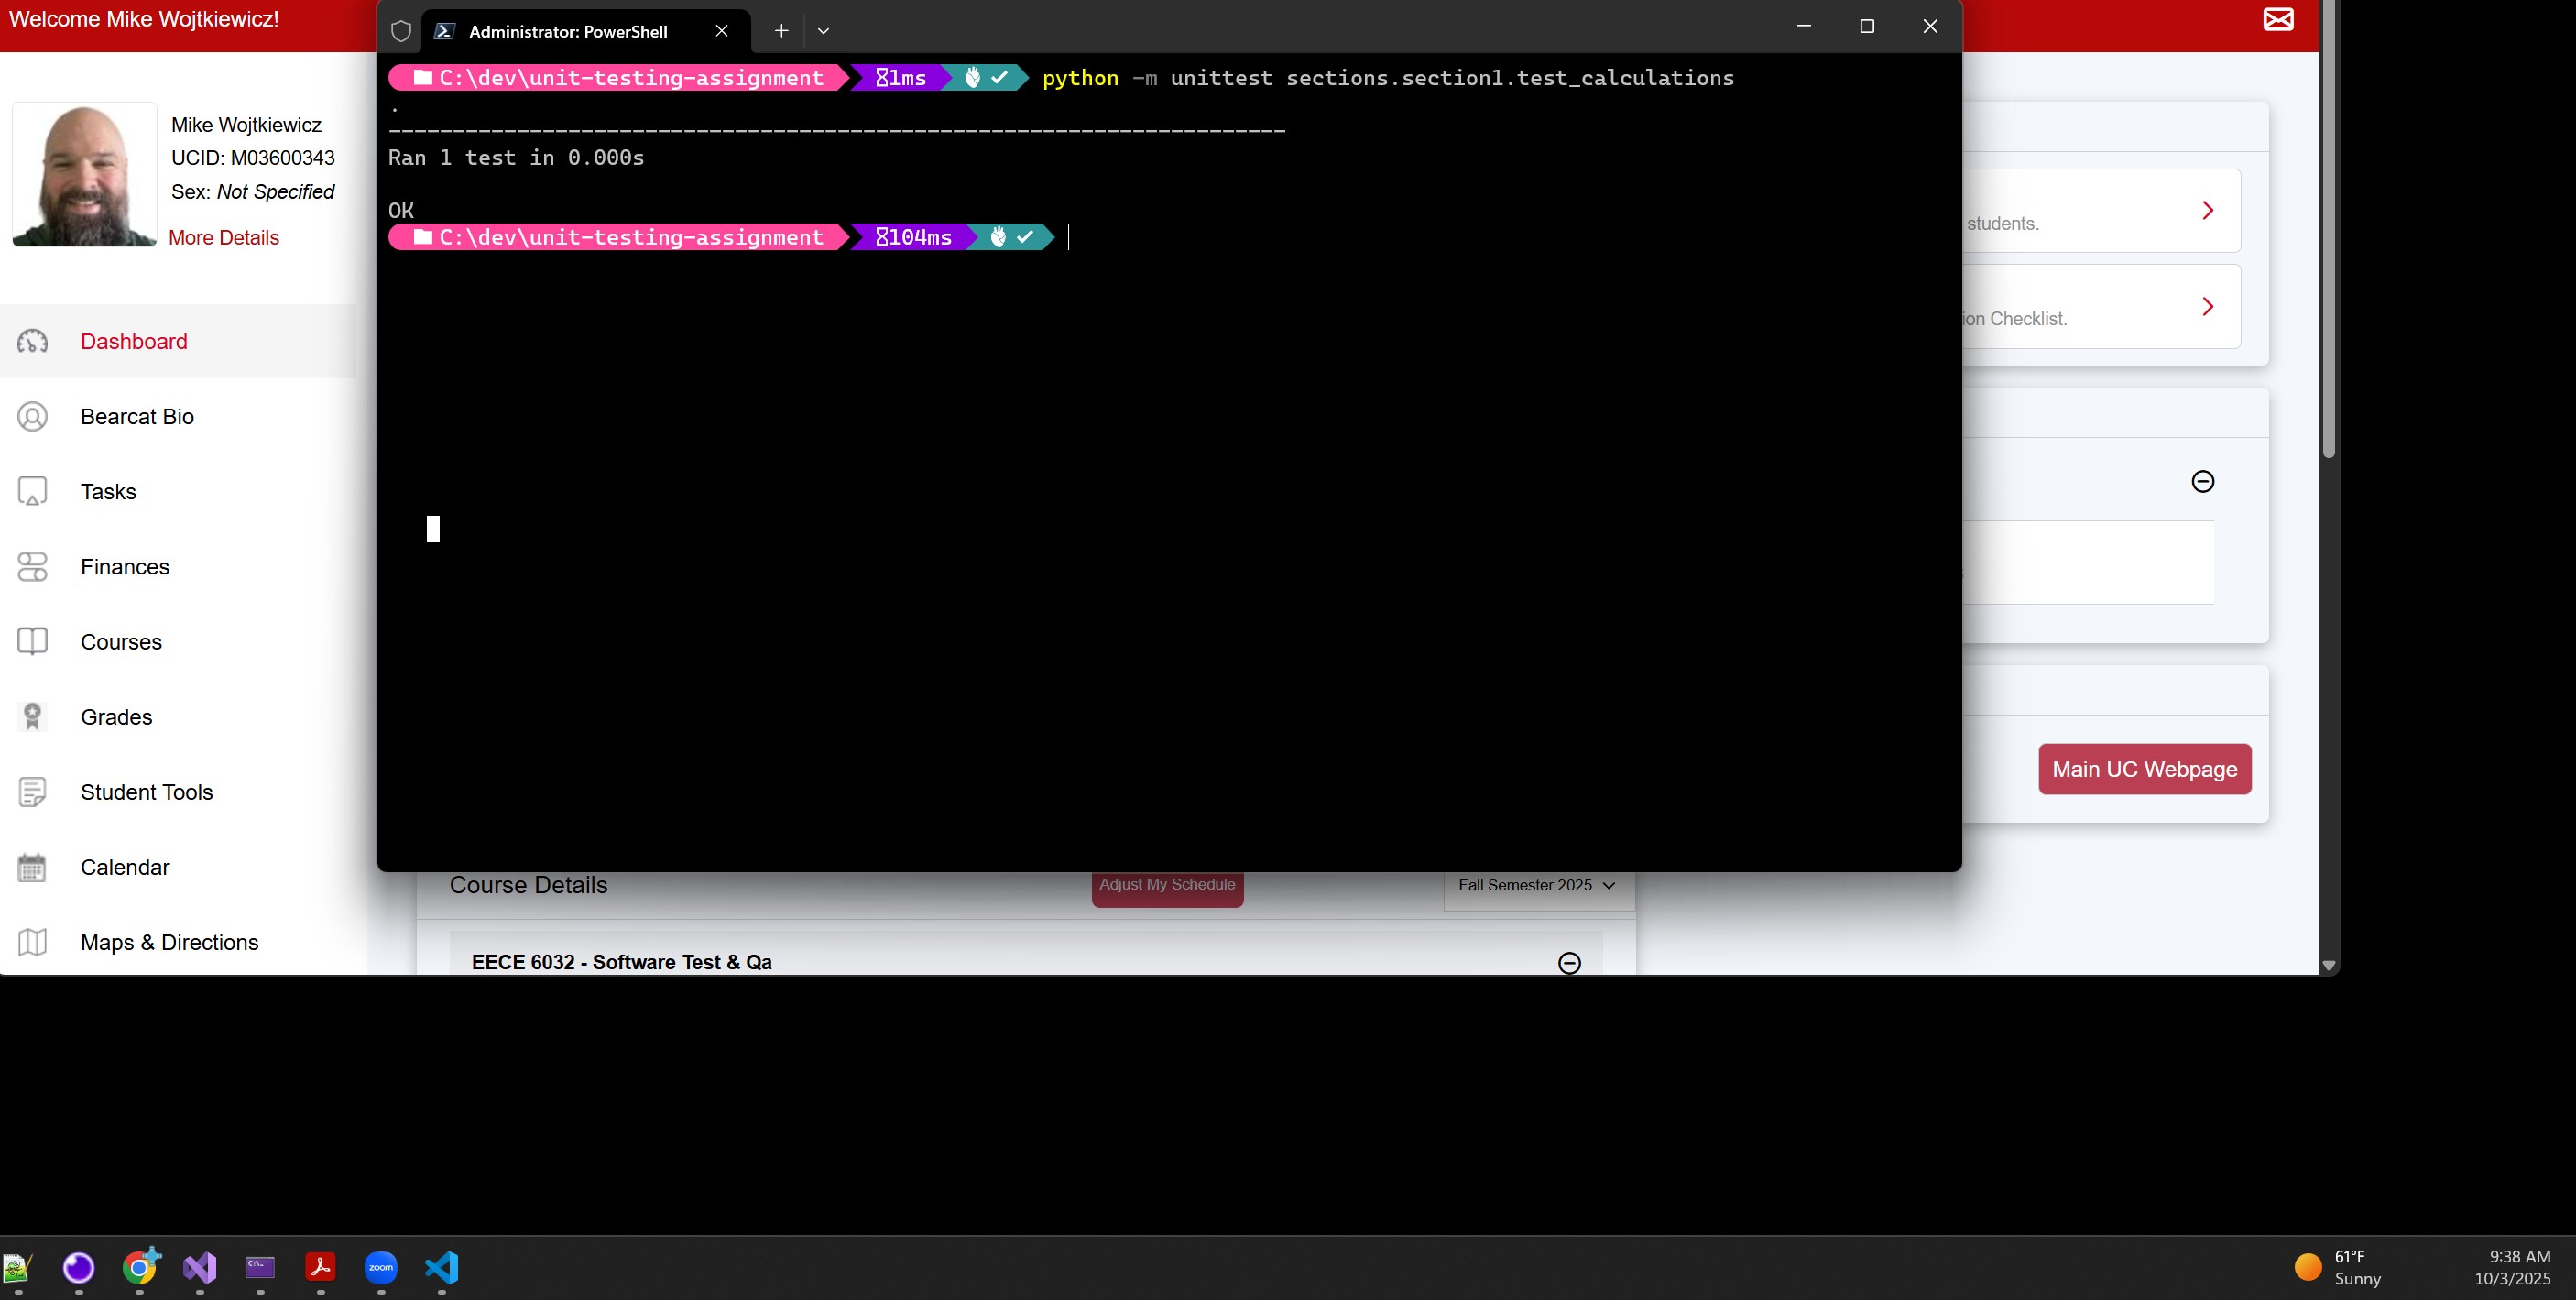 Welcome Mike Wojtkiewicz!
Administrator: PowerShell
C:\dev\unit-testing-assignment 1ms python -m unittest sections.section1.test_calculations
.
----------------------------------------------------------------------
Ran 1 test in 0.000s
OK
C:\dev\unit-testing-assignment 104ms
Mike Wojtkiewicz
UCID: M03600343
Sex: Not Specified
More Details
Dashboard
Bearcat Bio
Tasks
Finances
Courses
Grades
Student Tools
Calendar
Maps & Directions
students.
ion Checklist.
Main UC Webpage
Course Details
Adjust My Schedule
Fall Semester 2025
EECE 6032 - Software Test & Qa
zoom
61°F
Sunny
9:38 AM
10/3/2025